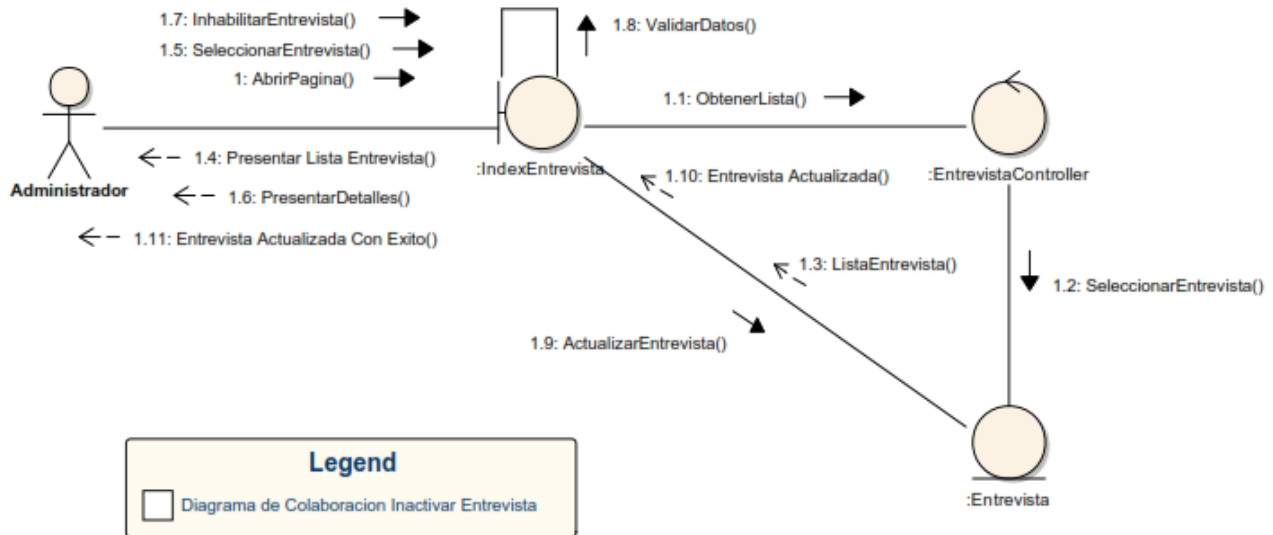 1.7: InhabilitarEntrevista()
1.8: ValidarDatos()
1.5: SeleccionarEntrevista()
1: AbrirPagina()
1.1: ObtenerLista()
1.4: Presentar Lista Entrevista()
:IndexEntrevista
1.10: Entrevista Actualizada()
:EntrevistaController
Administrador
1.6: PresentarDetalles()
1.11: Entrevista Actualizada Con Exito()
1.3: ListaEntrevista()
1.2: SeleccionarEntrevista()
1.9: ActualizarEntrevista()
Legend
Diagrama de Colaboracion Inactivar Entrevista
:Entrevista